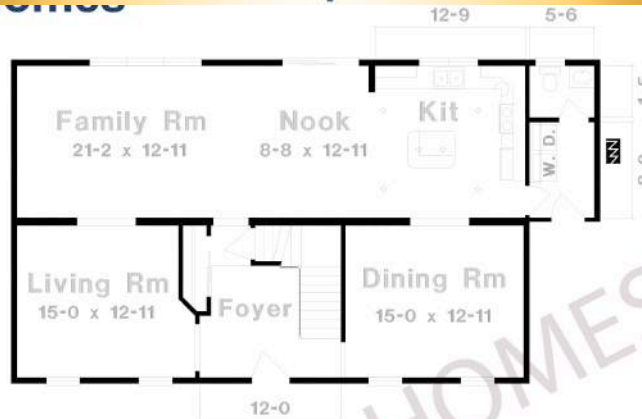 12-9 5-6
Family Rm
21-2 x 12-11
Nook
8-8 x 12-11
Kit
W. D.
Living Rm
15-0 x 12-11
Foyer
Dining Rm
15-0 x 12-11
12-0
HOMES